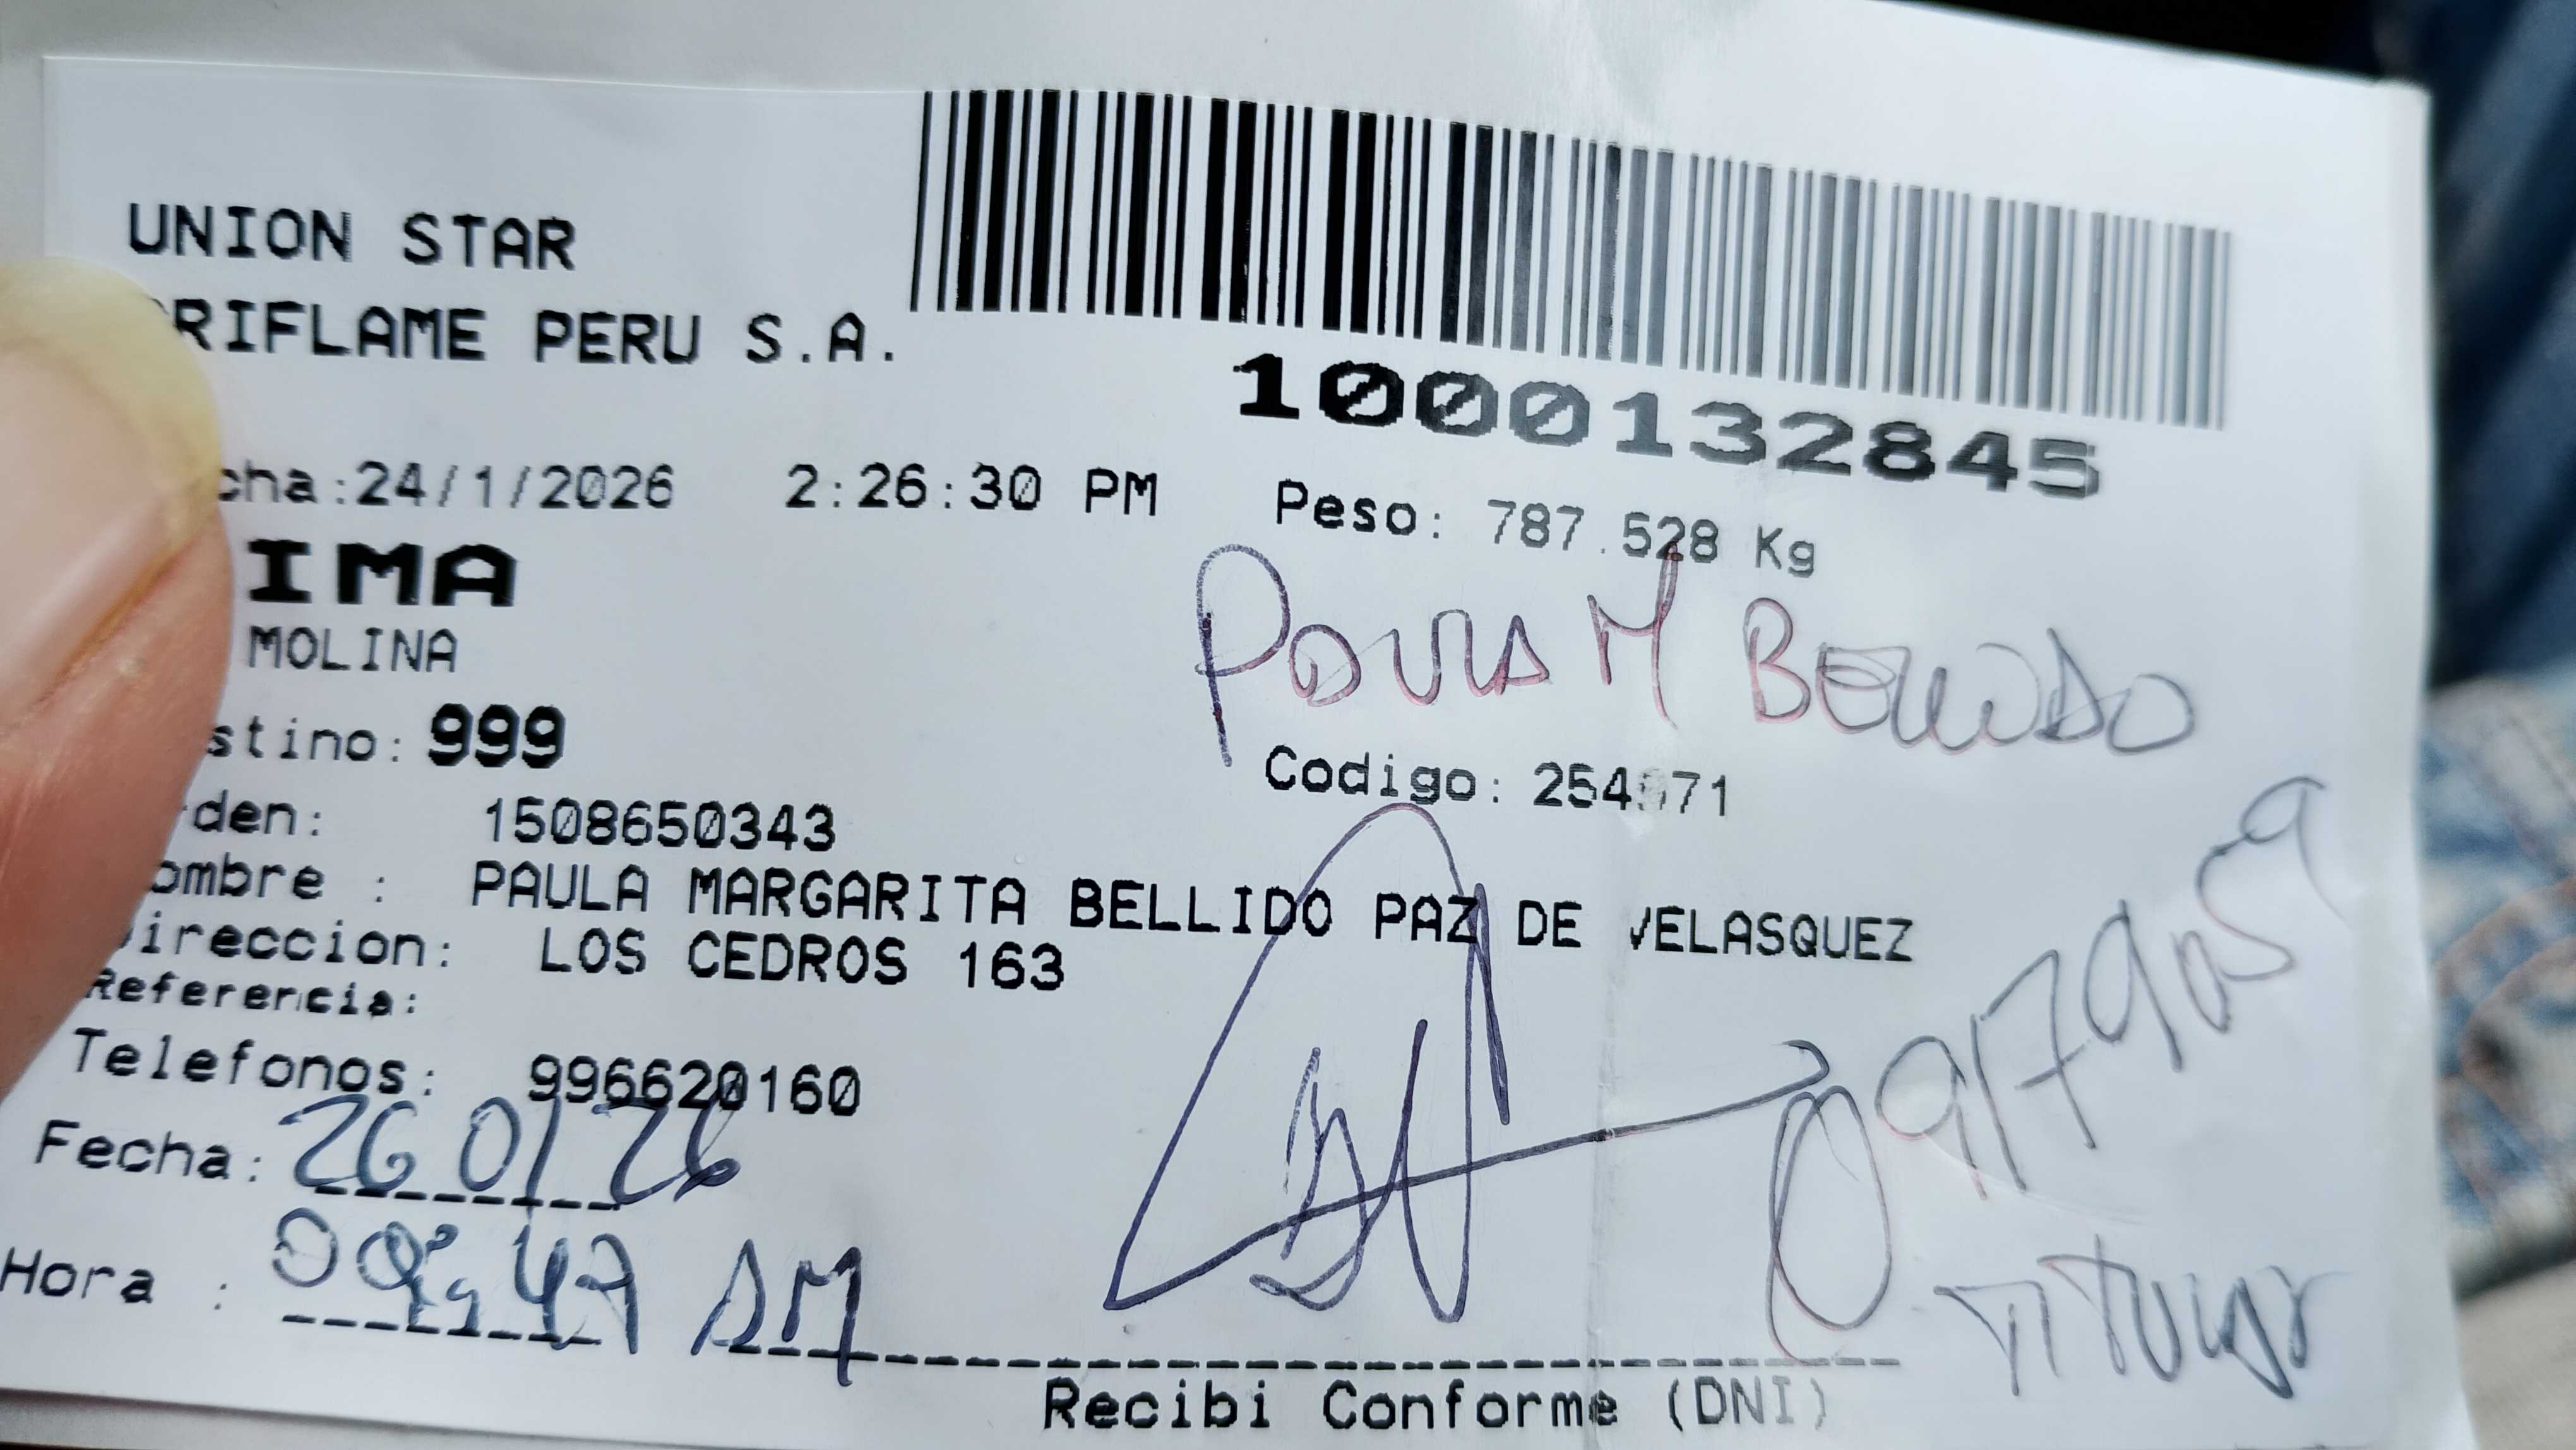 UNION STAR
RIFLAME PERU S.A.
1000132845
cha:24/1/2026 2:26:30 PM Peso: 787.528 Kg
IMA
MOLINA
PAULA M BELLIDO
stino: 999
Codigo:
rden: 1508650343
ombre : PAULA MARGARITA BELLIDO PAZ DE VELASQUEZ
ireccion: LOS CEDROS 163
Referencia:
Telefonos: 996620160
Fecha: 26 01 26
Hora : 09:47 AM
Titular
Recibi Conforme (DNI)